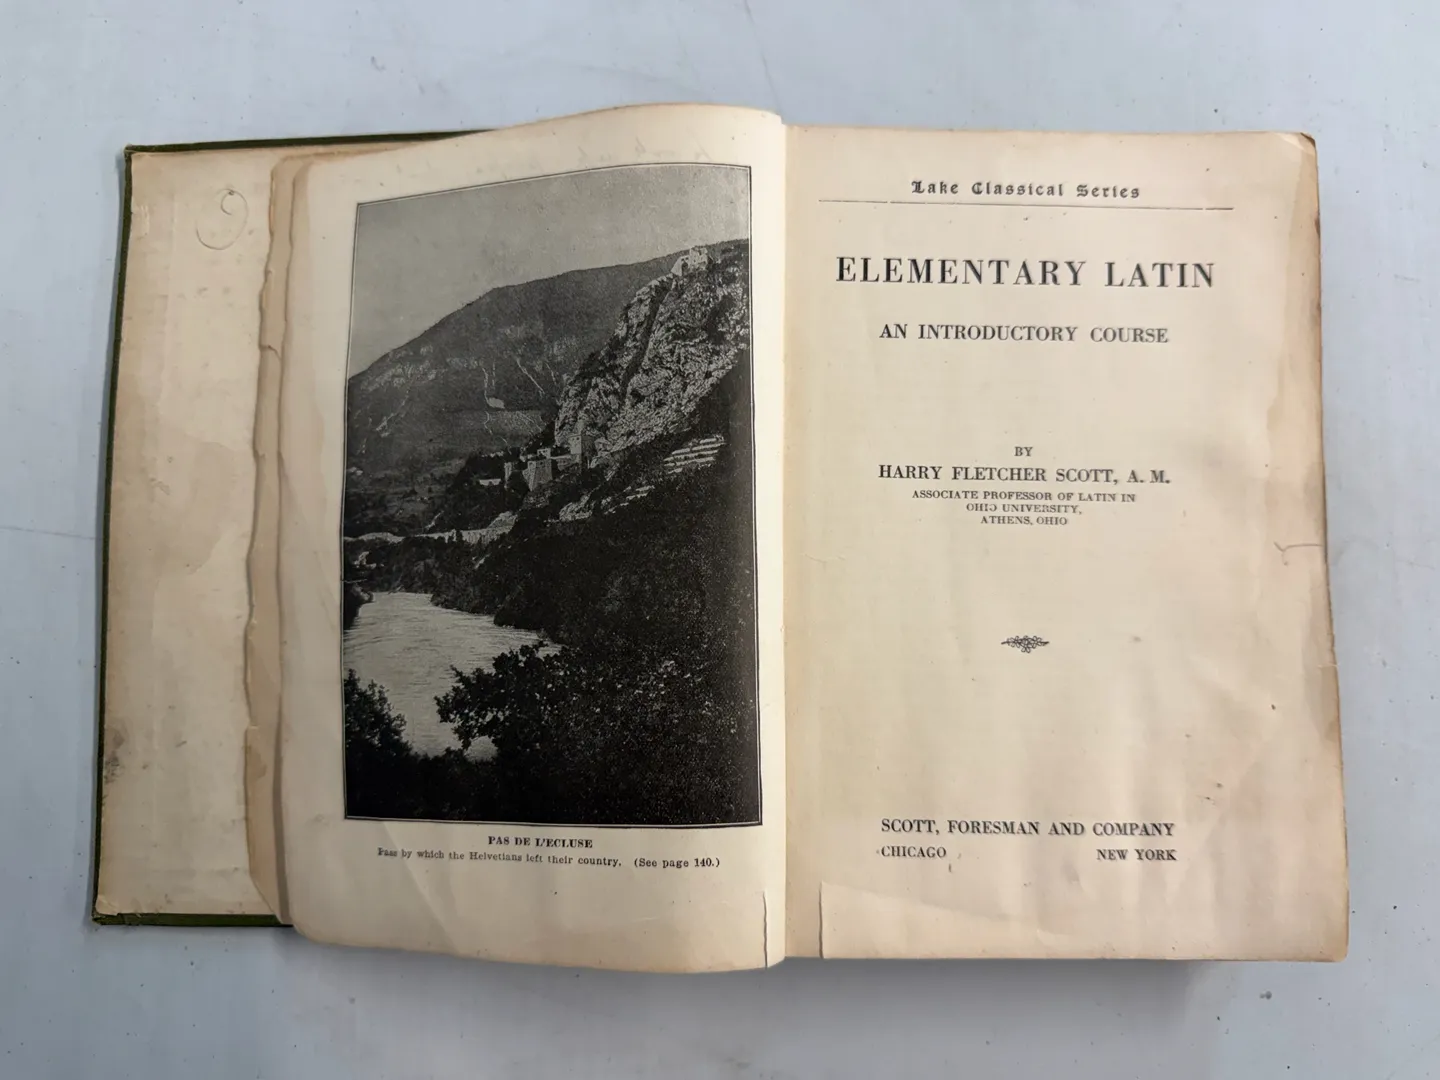 PAS DE L'ECLUSE
Pass by which the Helvetians left their country. (See page 140.)
Lake Classical Series
ELEMENTARY LATIN
AN INTRODUCTORY COURSE
BY
HARRY FLETCHER SCOTT, A. M.
ASSOCIATE PROFESSOR OF LATIN IN
OHIO UNIVERSITY,
ATHENS, OHIO
SCOTT, FORESMAN AND COMPANY
CHICAGO NEW YORK